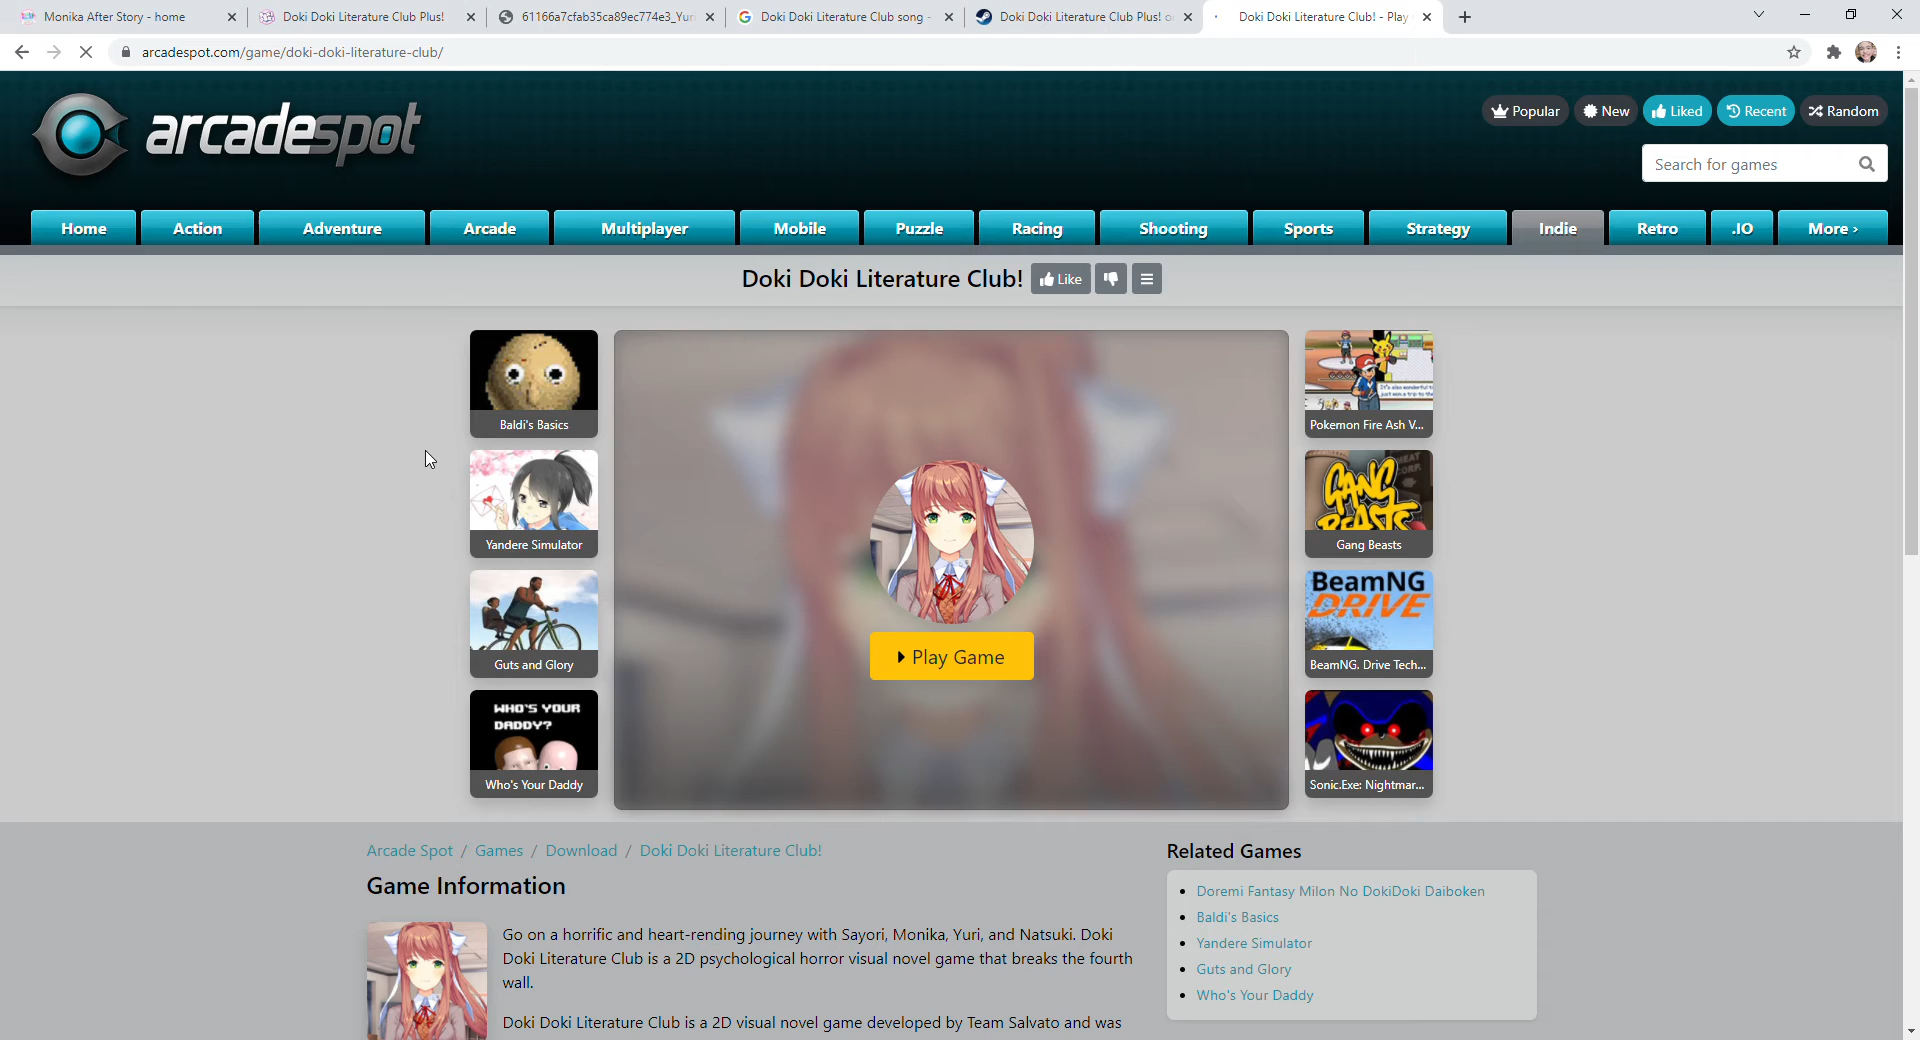 Monika After Story - home
Doki Doki Literature Club Plus!
61166a7cfab35ca89ec774e3_Yuri
Doki Doki Literature Club song -
Doki Doki Literature Club Plus! o
Doki Doki Literature Club! - Play
arcadespot.com/game/doki-doki-literature-club/
arcadespot
Popular
New
Liked
Recent
Random
Search for games
Home
Action
Adventure
Arcade
Multiplayer
Mobile
Puzzle
Racing
Shooting
Sports
Strategy
Indie
Retro
.IO
More ›
Doki Doki Literature Club!
Like
Baldi's Basics
Yandere Simulator
Guts and Glory
WHO'S YOUR
DADDY?
Who's Your Daddy
Play Game
Pokemon Fire Ash V...
GANG
BEASTS
Gang Beasts
BeamNG
DRIVE
BeamNG. Drive Tech...
Sonic.Exe: Nightmar...
Arcade Spot / Games / Download / Doki Doki Literature Club!
Game Information
Go on a horrific and heart-rending journey with Sayori, Monika, Yuri, and Natsuki. Doki
Doki Literature Club is a 2D psychological horror visual novel game that breaks the fourth
wall.
Doki Doki Literature Club is a 2D visual novel game developed by Team Salvato and was
Related Games
Doremi Fantasy Milon No DokiDoki Daiboken
Baldi's Basics
Yandere Simulator
Guts and Glory
Who's Your Daddy